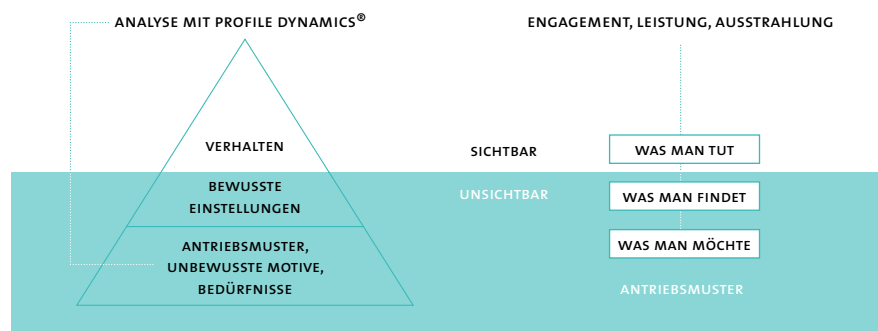 ANALYSE MIT PROFILE DYNAMICS®
ENGAGEMENT, LEISTUNG, AUSSTRAHLUNG
VERHALTEN
SICHTBAR
WAS MAN TUT
BEWUSSTE
EINSTELLUNGEN
UNSICHTBAR
WAS MAN FINDET
ANTRIEBSMUSTER,
UNBEWUSSTE MOTIVE,
BEDÜRFNISSE
WAS MAN MÖCHTE
ANTRIEBSMUSTER